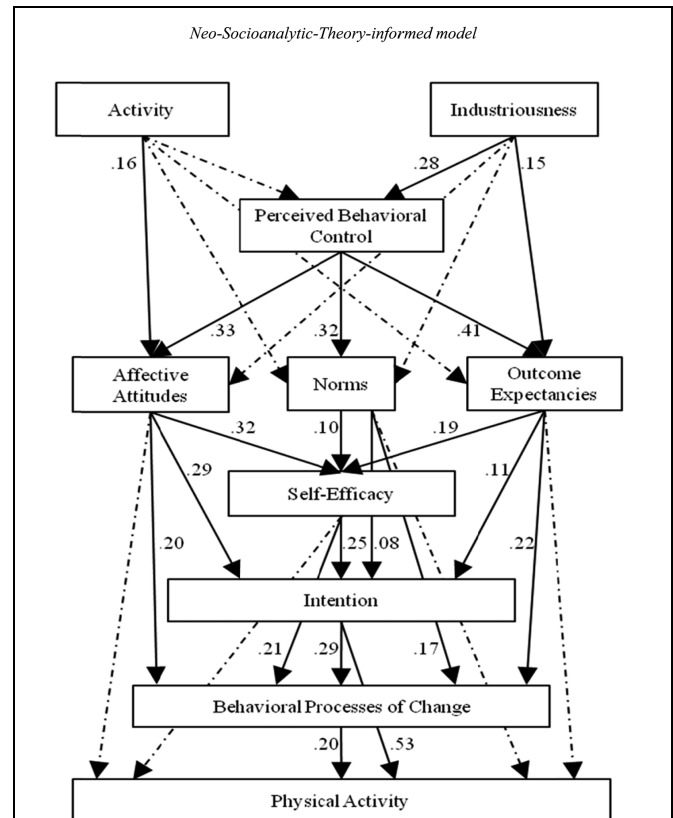 Neo-Socioanalytic-Theory-informed model
Activity
Industriousness
.16
.28
.15
Perceived Behavioral
Control
.33
.32
.41
Affective
Attitudes
Norms
Outcome
Expectancies
.32
.10
.19
.29
.11
Self-Efficacy
.20
.25
.08
.22
Intention
.21
.29
.17
Behavioral Processes of Change
.20
.53
Physical Activity